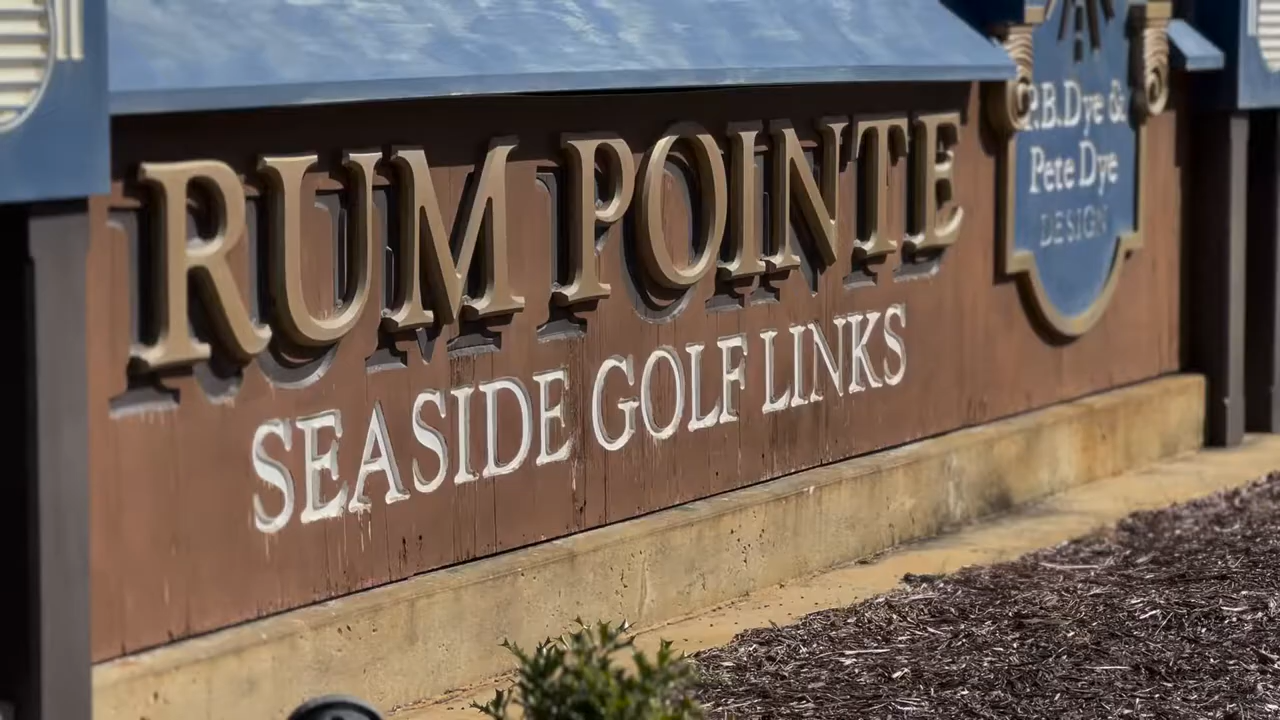 RUM POINTE
SEASIDE GOLF LINKS
P.B.Dye &
Pete Dye
DESIGN